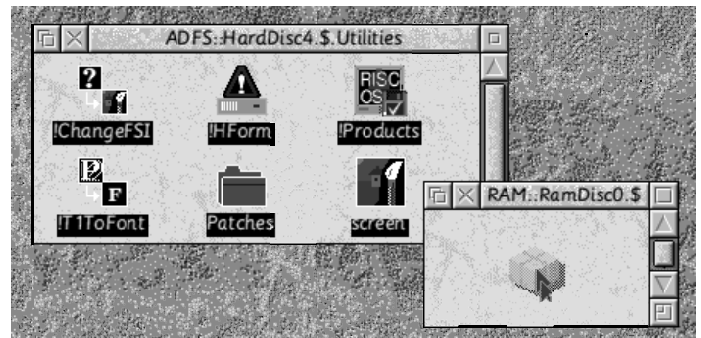 ADFS::HardDisc4.$.Utilities
?
RISC
OS
!ChangeFSI
!HForm
!Products
F
!T1ToFont
Patches
screen
RAM::RamDisc0.$